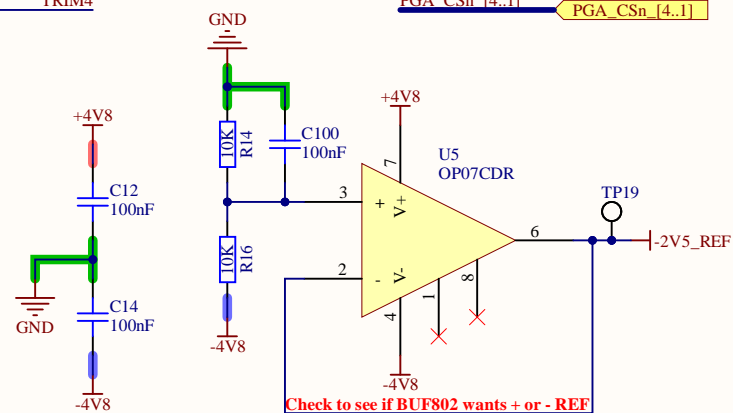 TRIM4
PGA_CSn_[4..1]
PGA_CSn_[4..1]
GND
+4V8
+4V8
10K
R14
C100
100nF
U5
OP07CDR
7
V+
TP19
C12
100nF
3
+
6
-2V5_REF
10K
R16
2
-
V-
1
8
4
GND
C14
100nF
-4V8
-4V8
-4V8
Check to see if BUF802 wants + or - REF